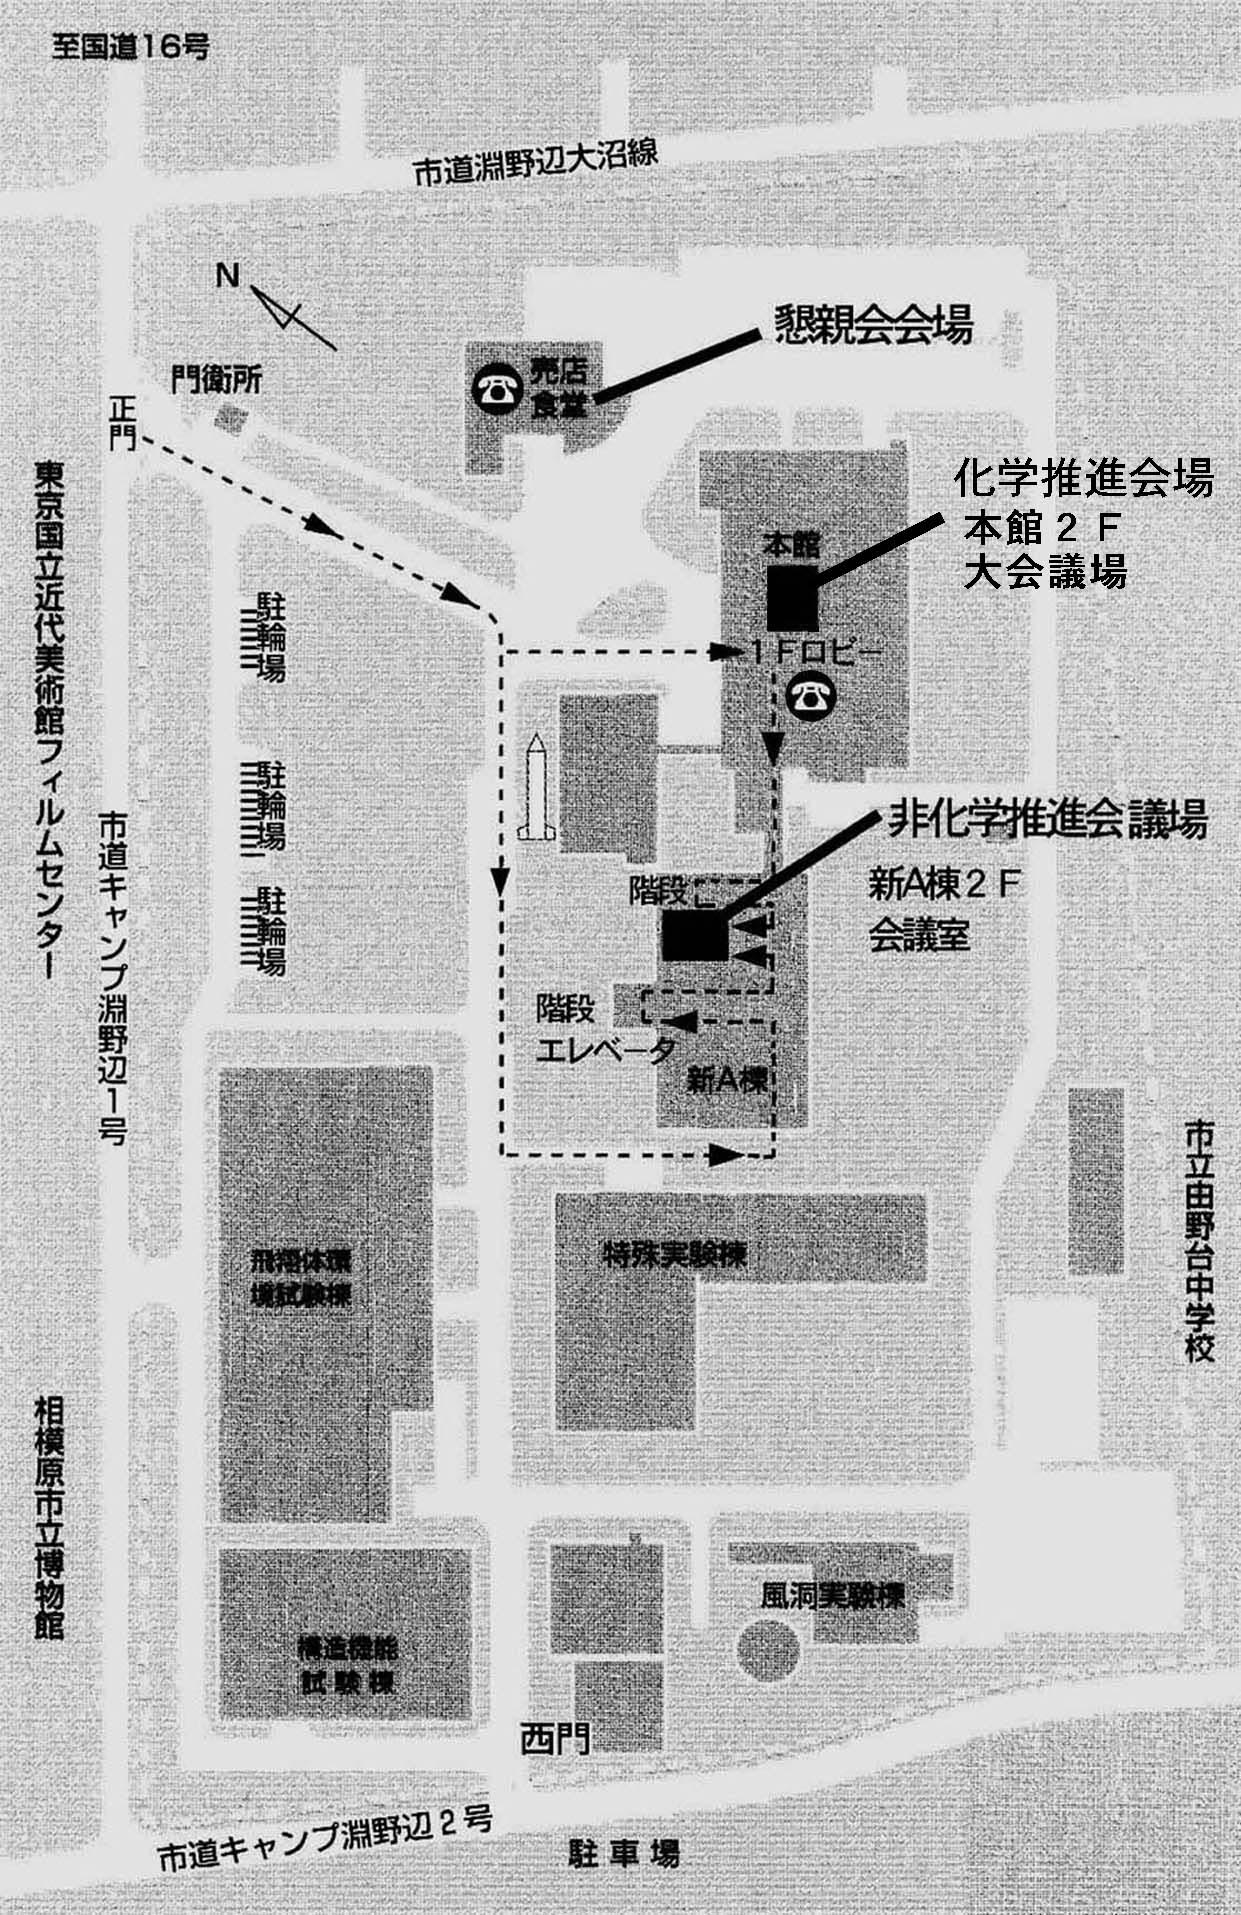 至国道16号
市道淵野辺大沼線
N
懇親会会場
門衛所
売店
食堂
正門
東京国立近代美術館フィルムセンター
化学推進会場
本館２Ｆ
大会議場
本館
駐輪場
１Ｆロビー
駐輪場
市道キャンプ淵野辺1号
非化学推進会議場
新A棟２Ｆ
会議室
階段
駐輪場
階段
エレベータ
新A棟
市立由野台中学校
飛翔体環
境試験棟
特殊実験棟
相模原市立博物館
風洞実験棟
構造機能
試験棟
西門
市道キャンプ淵野辺2号
駐車場